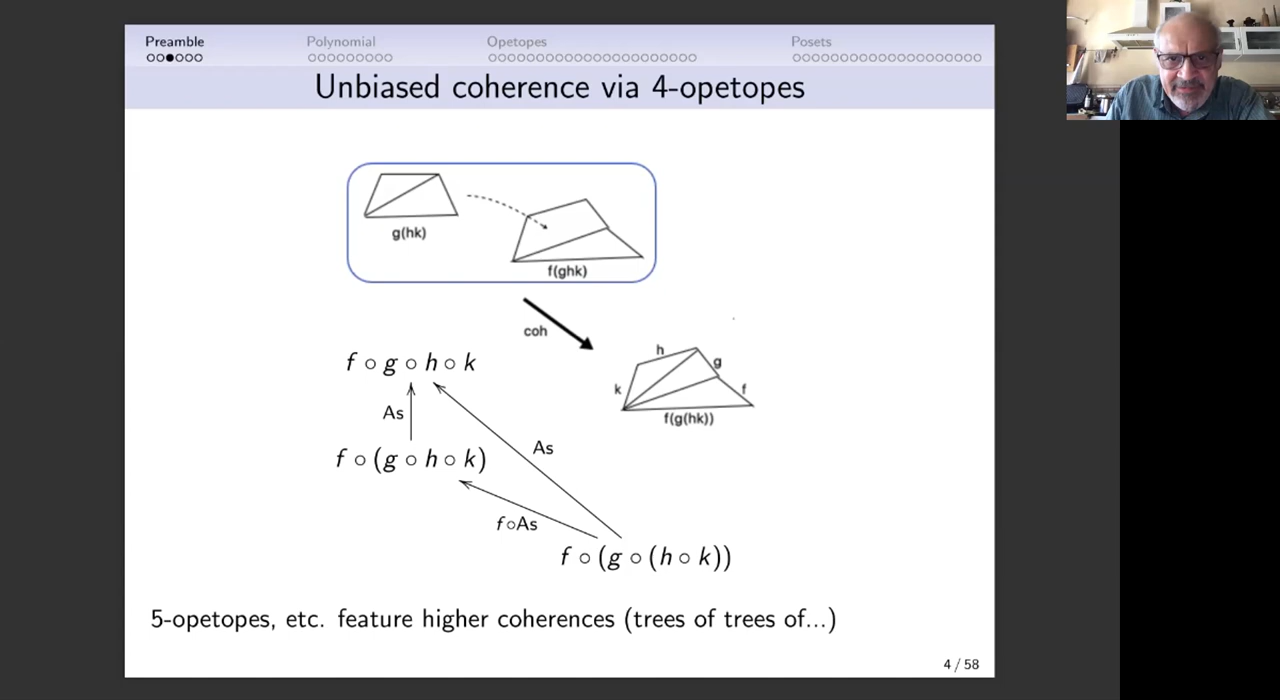 Preamble Polynomial Opetopes Posets
Unbiased coherence via 4-opetopes
g(hk)
f(ghk)
coh
h
g
k
f
f(g(hk))
f ∘ g ∘ h ∘ k
As
f ∘ (g ∘ h ∘ k)
As
f∘As
f ∘ (g ∘ (h ∘ k))
5-opetopes, etc. feature higher coherences (trees of trees of...)
4 / 58